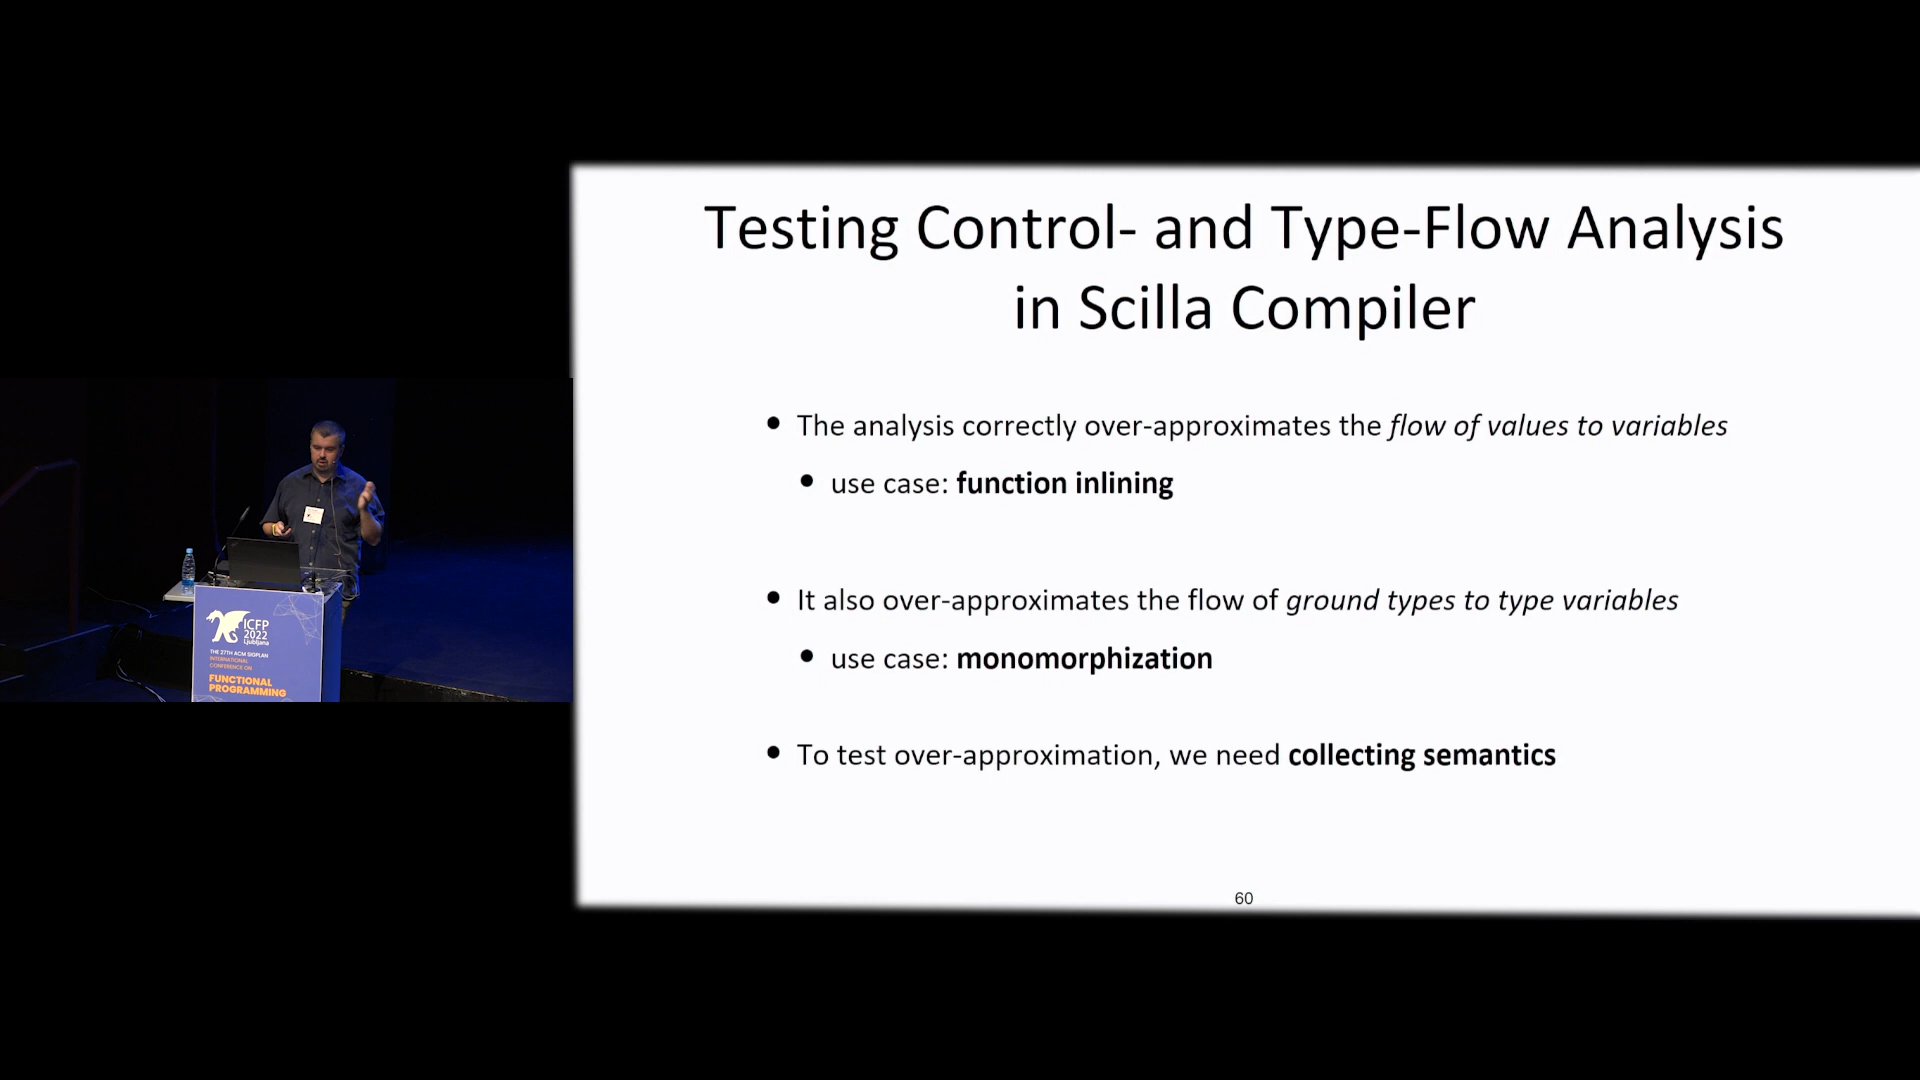 Testing Control- and Type-Flow Analysis
in Scilla Compiler
• The analysis correctly over-approximates the flow of values to variables
• use case: function inlining
• It also over-approximates the flow of ground types to type variables
• use case: monomorphization
• To test over-approximation, we need collecting semantics
60
ICFP
2022
Ljubljana
THE 27TH ACM SIGPLAN
INTERNATIONAL
CONFERENCE ON
FUNCTIONAL
PROGRAMMING